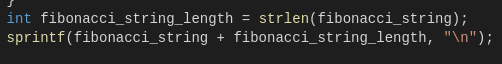 }
int fibonacci_string_length = strlen(fibonacci_string);
sprintf(fibonacci_string + fibonacci_string_length, "\n");